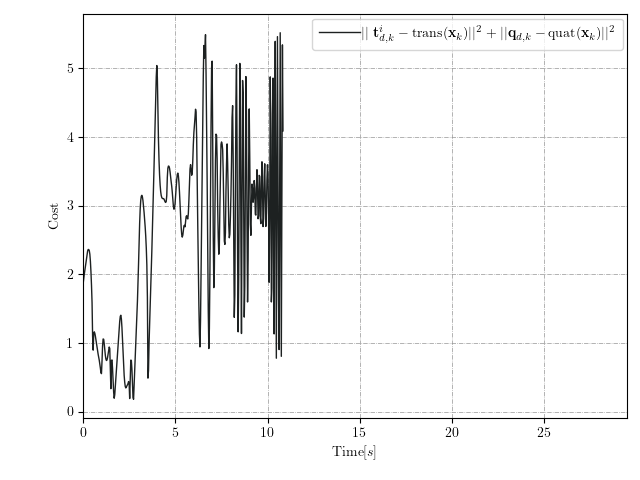 || t^i_{d,k} − trans(x_k)||^2 + ||q_{d,k} − quat(x_k)||^2
5
4
3
2
1
0
Cost
0 5 10 15 20 25
Time[s]